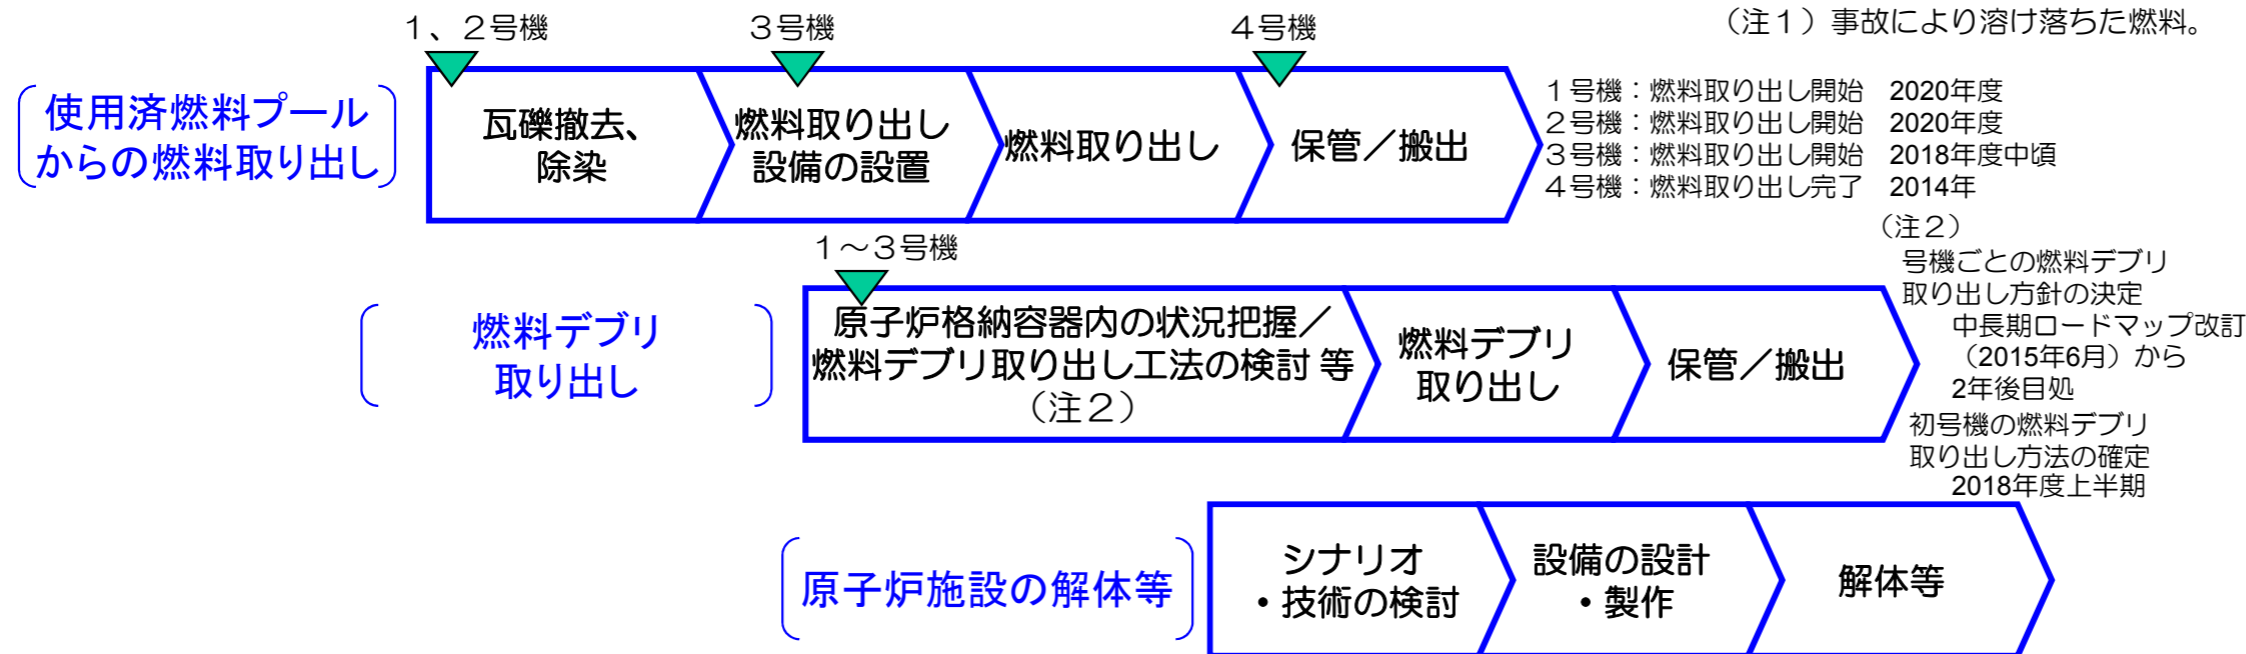 （注１）事故により溶け落ちた燃料。
１、２号機
３号機
４号機
使用済燃料プール
からの燃料取り出し
瓦礫撤去、
除染
燃料取り出し
設備の設置
燃料取り出し
保管／搬出
１号機：燃料取り出し開始　2020年度
２号機：燃料取り出し開始　2020年度
３号機：燃料取り出し開始　2018年度中頃
４号機：燃料取り出し完了　2014年
１～３号機
燃料デブリ
取り出し
原子炉格納容器内の状況把握／
燃料デブリ取り出し工法の検討 等
（注２）
燃料デブリ
取り出し
保管／搬出
（注２）
号機ごとの燃料デブリ
取り出し方針の決定
中長期ロードマップ改訂
（2015年6月）から
2年後目処
初号機の燃料デブリ
取り出し方法の確定
2018年度上半期
原子炉施設の解体等
シナリオ
・技術の検討
設備の設計
・製作
解体等